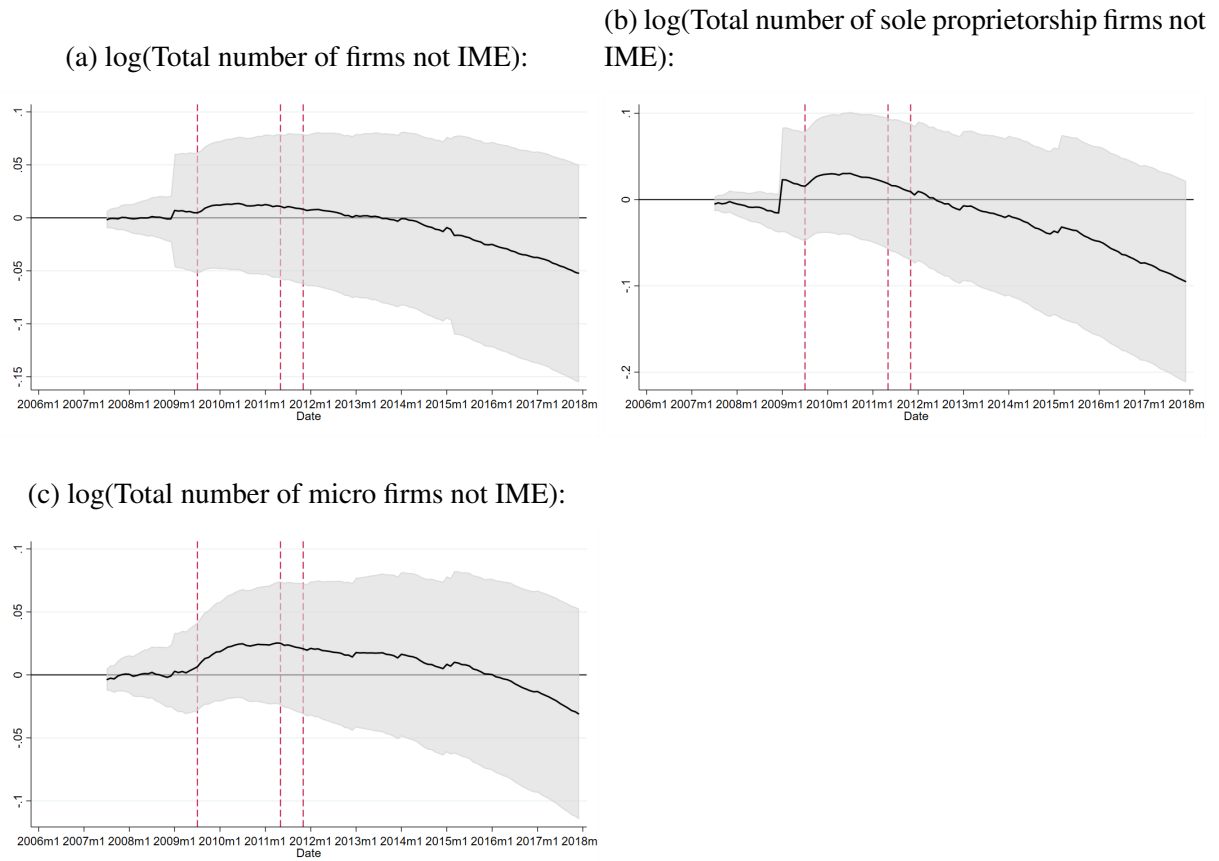 (a) log(Total number of firms not IME):
(b) log(Total number of sole proprietorship firms not
IME):
.1
.05
0
-.05
-.1
-.15
2006m1 2007m1 2008m1 2009m1 2010m1 2011m1 2012m1 2013m1 2014m1 2015m1 2016m1 2017m1 2018m
Date
.1
0
-.1
-.2
2006m1 2007m1 2008m1 2009m1 2010m1 2011m1 2012m1 2013m1 2014m1 2015m1 2016m1 2017m1 2018m
Date
(c) log(Total number of micro firms not IME):
.1
.05
0
-.05
-.1
2006m1 2007m1 2008m1 2009m1 2010m1 2011m1 2012m1 2013m1 2014m1 2015m1 2016m1 2017m1 2018m
Date